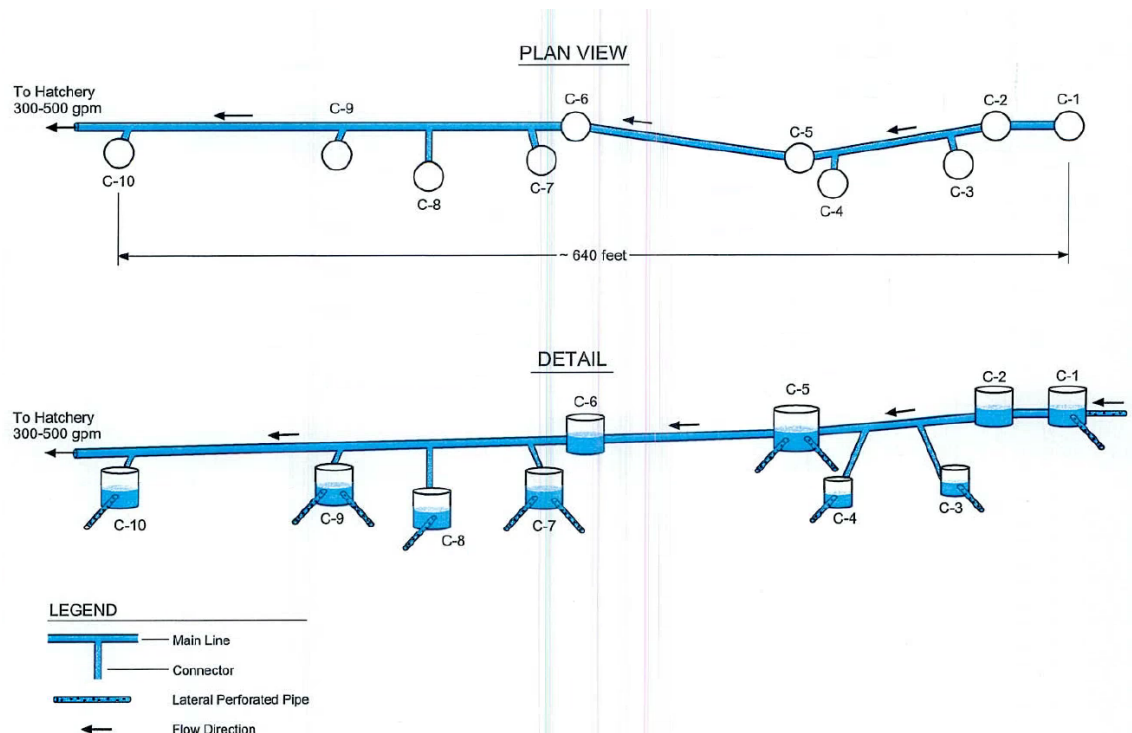 PLAN VIEW
To Hatchery
300-500 gpm
C-9
C-6
C-2
C-1
C-5
C-10
C-8
C-7
C-4
C-3
~ 640 feet
DETAIL
To Hatchery
300-500 gpm
C-6
C-5
C-2
C-1
C-10
C-9
C-8
C-7
C-4
C-3
LEGEND
Main Line
Connector
Lateral Perforated Pipe
Flow Direction